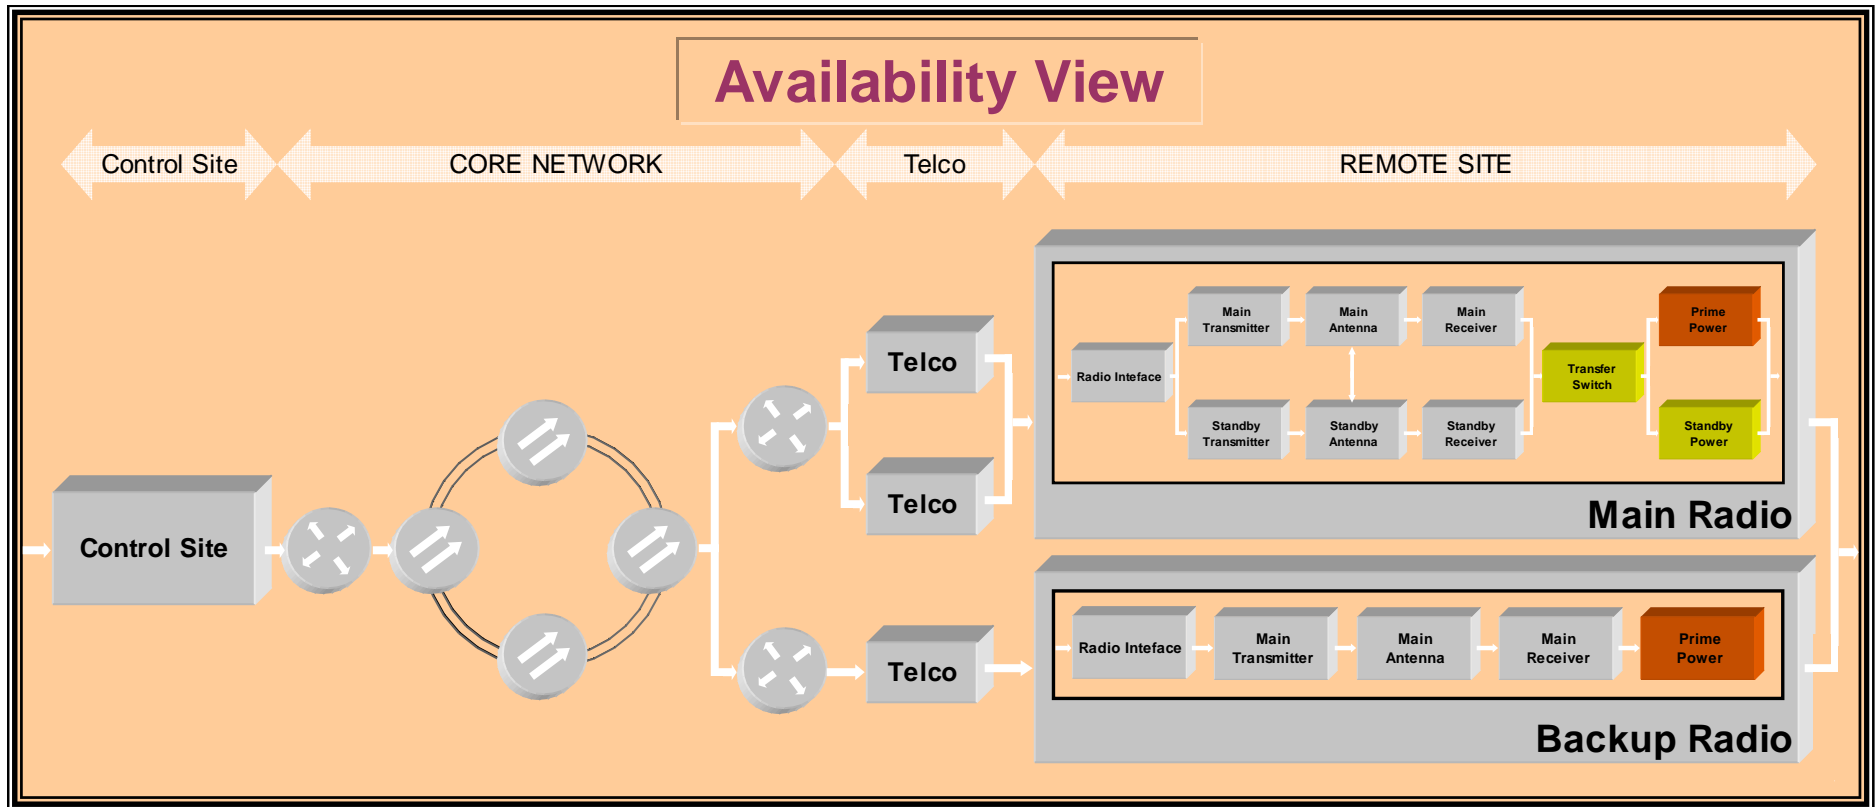 Availability View
Control Site
CORE NETWORK
Telco
REMOTE SITE
Control Site
Telco
Telco
Telco
Radio Inteface
Main
Transmitter
Main
Antenna
Main
Receiver
Standby
Transmitter
Standby
Antenna
Standby
Receiver
Transfer
Switch
Prime
Power
Standby
Power
Main Radio
Radio Inteface
Main
Transmitter
Main
Antenna
Main
Receiver
Prime
Power
Backup Radio